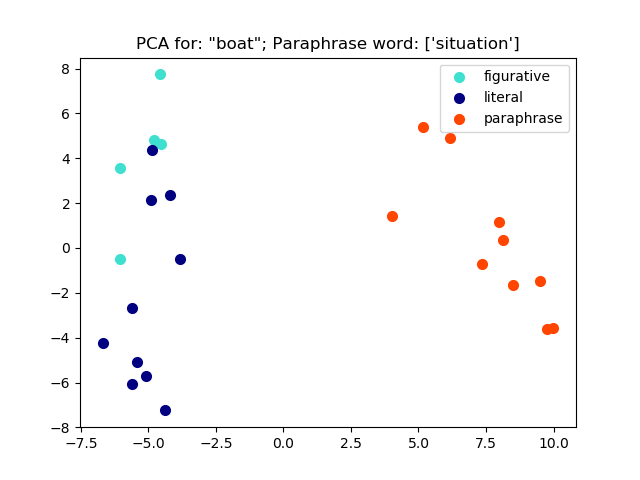 PCA for: "boat"; Paraphrase word: ['situation']
figurative
literal
paraphrase
8
6
4
2
0
−2
−4
−6
−8
−7.5 −5.0 −2.5 0.0 2.5 5.0 7.5 10.0